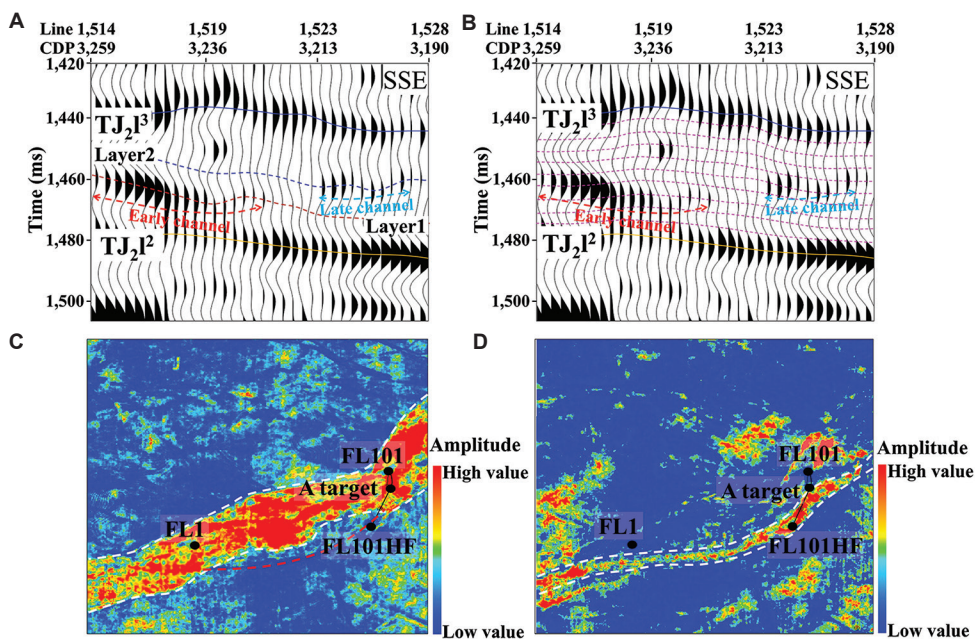 A
Line 1,514 1,519 1,523 1,528
CDP 3,259 3,236 3,213 3,190
1,420
1,440
1,460
1,480
1,500
Time (ms)
SSE
TJ₂l³
Layer2
Early channel
Late channel
Layer1
TJ₂l²
B
Line 1,514 1,519 1,523 1,528
CDP 3,259 3,236 3,213 3,190
1,420
1,440
1,460
1,480
1,500
Time (ms)
SSE
TJ₂l³
Early channel
Late channel
TJ₂l²
C
FL101
A target
FL1
FL101HF
Amplitude
High value
Low value
D
FL101
A target
FL1
FL101HF
Amplitude
High value
Low value